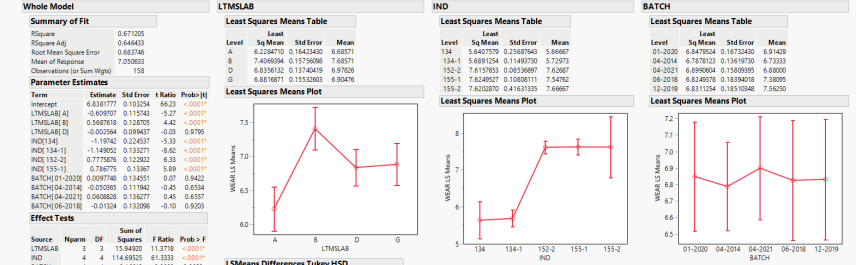 Whole Model
Summary of Fit
RSquare 0.671205
RSquare Adj 0.646433
Root Mean Square Error 0.683746
Mean of Response 7.050633
Observations (or Sum Wgts) 158
Parameter Estimates
Term Estimate Std Error t Ratio Prob>|t|
Intercept 6.8381777 0.103254 66.23 <.0001*
LTMSLAB[ A] -0.609707 0.115743 -5.27 <.0001*
LTMSLAB[ B] 0.5687618 0.128705 4.42 <.0001*
LTMSLAB[ D] -0.002564 0.099437 -0.03 0.9795
IND[134] -1.19742 0.224537 -5.33 <.0001*
IND[ 134-1] -1.149052 0.133271 -8.62 <.0001*
IND[ 152-2] 0.7775876 0.122922 6.33 <.0001*
IND[ 155-1] 0.786775 0.13367 5.89 <.0001*
BATCH[ 01-2020] 0.0097748 0.134551 0.07 0.9422
BATCH[ 04-2014] -0.050365 0.111942 -0.45 0.6534
BATCH[ 04-2021] 0.0608828 0.136277 0.45 0.6557
BATCH[ 06-2018] -0.01324 0.132098 -0.10 0.9203
Effect Tests
Sum of
Source Nparm DF Squares F Ratio Prob > F
LTMSLAB 3 3 15.94920 11.3718 <.0001*
IND 4 4 114.69525 61.3333 <.0001*
LTMSLAB
Least Squares Means Table
Least
Level Sq Mean Std Error Mean
A 6.2284710 0.16423430 6.68571
B 7.4069394 0.15756098 7.68571
D 6.8356132 0.13740419 6.97826
G 6.8816871 0.15532603 6.90625
Least Squares Means Plot
WEAR LS Means
7.5
7.0
6.5
6.0
A B D G
LTMSLAB
LSMeans Differences Tukey HSD
IND
Least Squares Means Table
Least
Level Sq Mean Std Error Mean
134 5.6407579 0.25687643 5.66667
134-1 5.6891254 0.11493730 5.72973
152-2 7.6157653 0.08536997 7.62687
155-1 7.6249527 0.10808111 7.54762
155-2 7.6202870 0.41631335 7.66667
Least Squares Means Plot
WEAR LS Means
8
7
6
5
134 134-1 152-2 155-1 155-2
IND
BATCH
Least Squares Means Table
Least
Level Sq Mean Std Error Mean
01-2020 6.8479524 0.16732430 6.91429
04-2014 6.7878123 0.13619730 6.73333
04-2021 6.8990604 0.15809395 6.88000
06-2018 6.8249378 0.18394018 7.38095
12-2019 6.8311254 0.18510348 7.56250
Least Squares Means Plot
WEAR LS Means
7.2
7.1
7.0
6.9
6.8
6.7
6.6
6.5
01-2020 04-2014 04-2021 06-2018 12-2019
BATCH